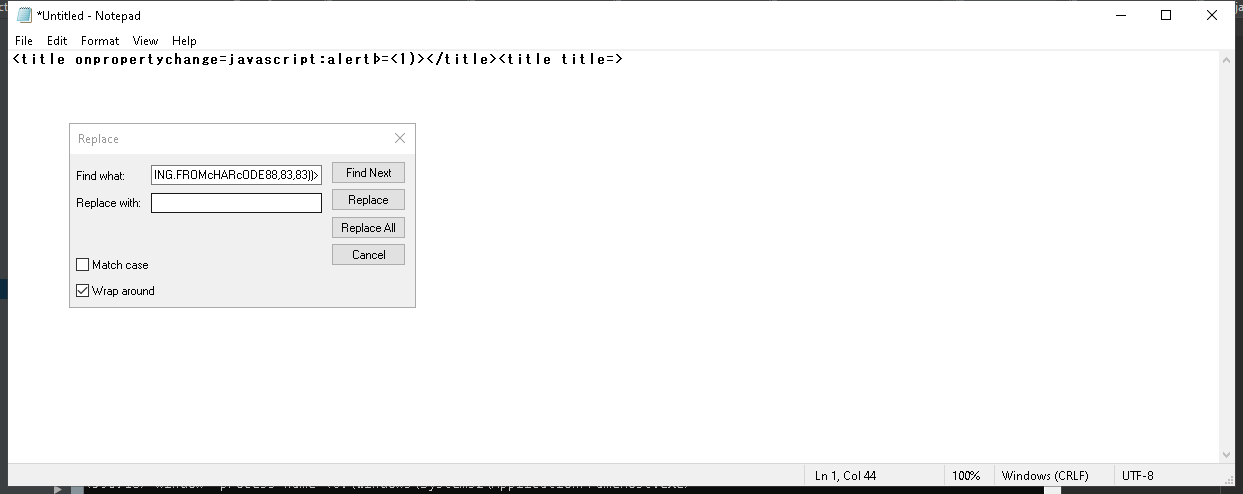 *Untitled - Notepad
File Edit Format View Help
<title onpropertychange=javascript:alertÞ=<1)></title><title title=>
Replace
Find what: ING.FROMcHARcODE88,83,83))> Find Next
Replace with: Replace
Replace All
Cancel
Match case
Wrap around
Ln 1, Col 44 100% Windows (CRLF) UTF-8